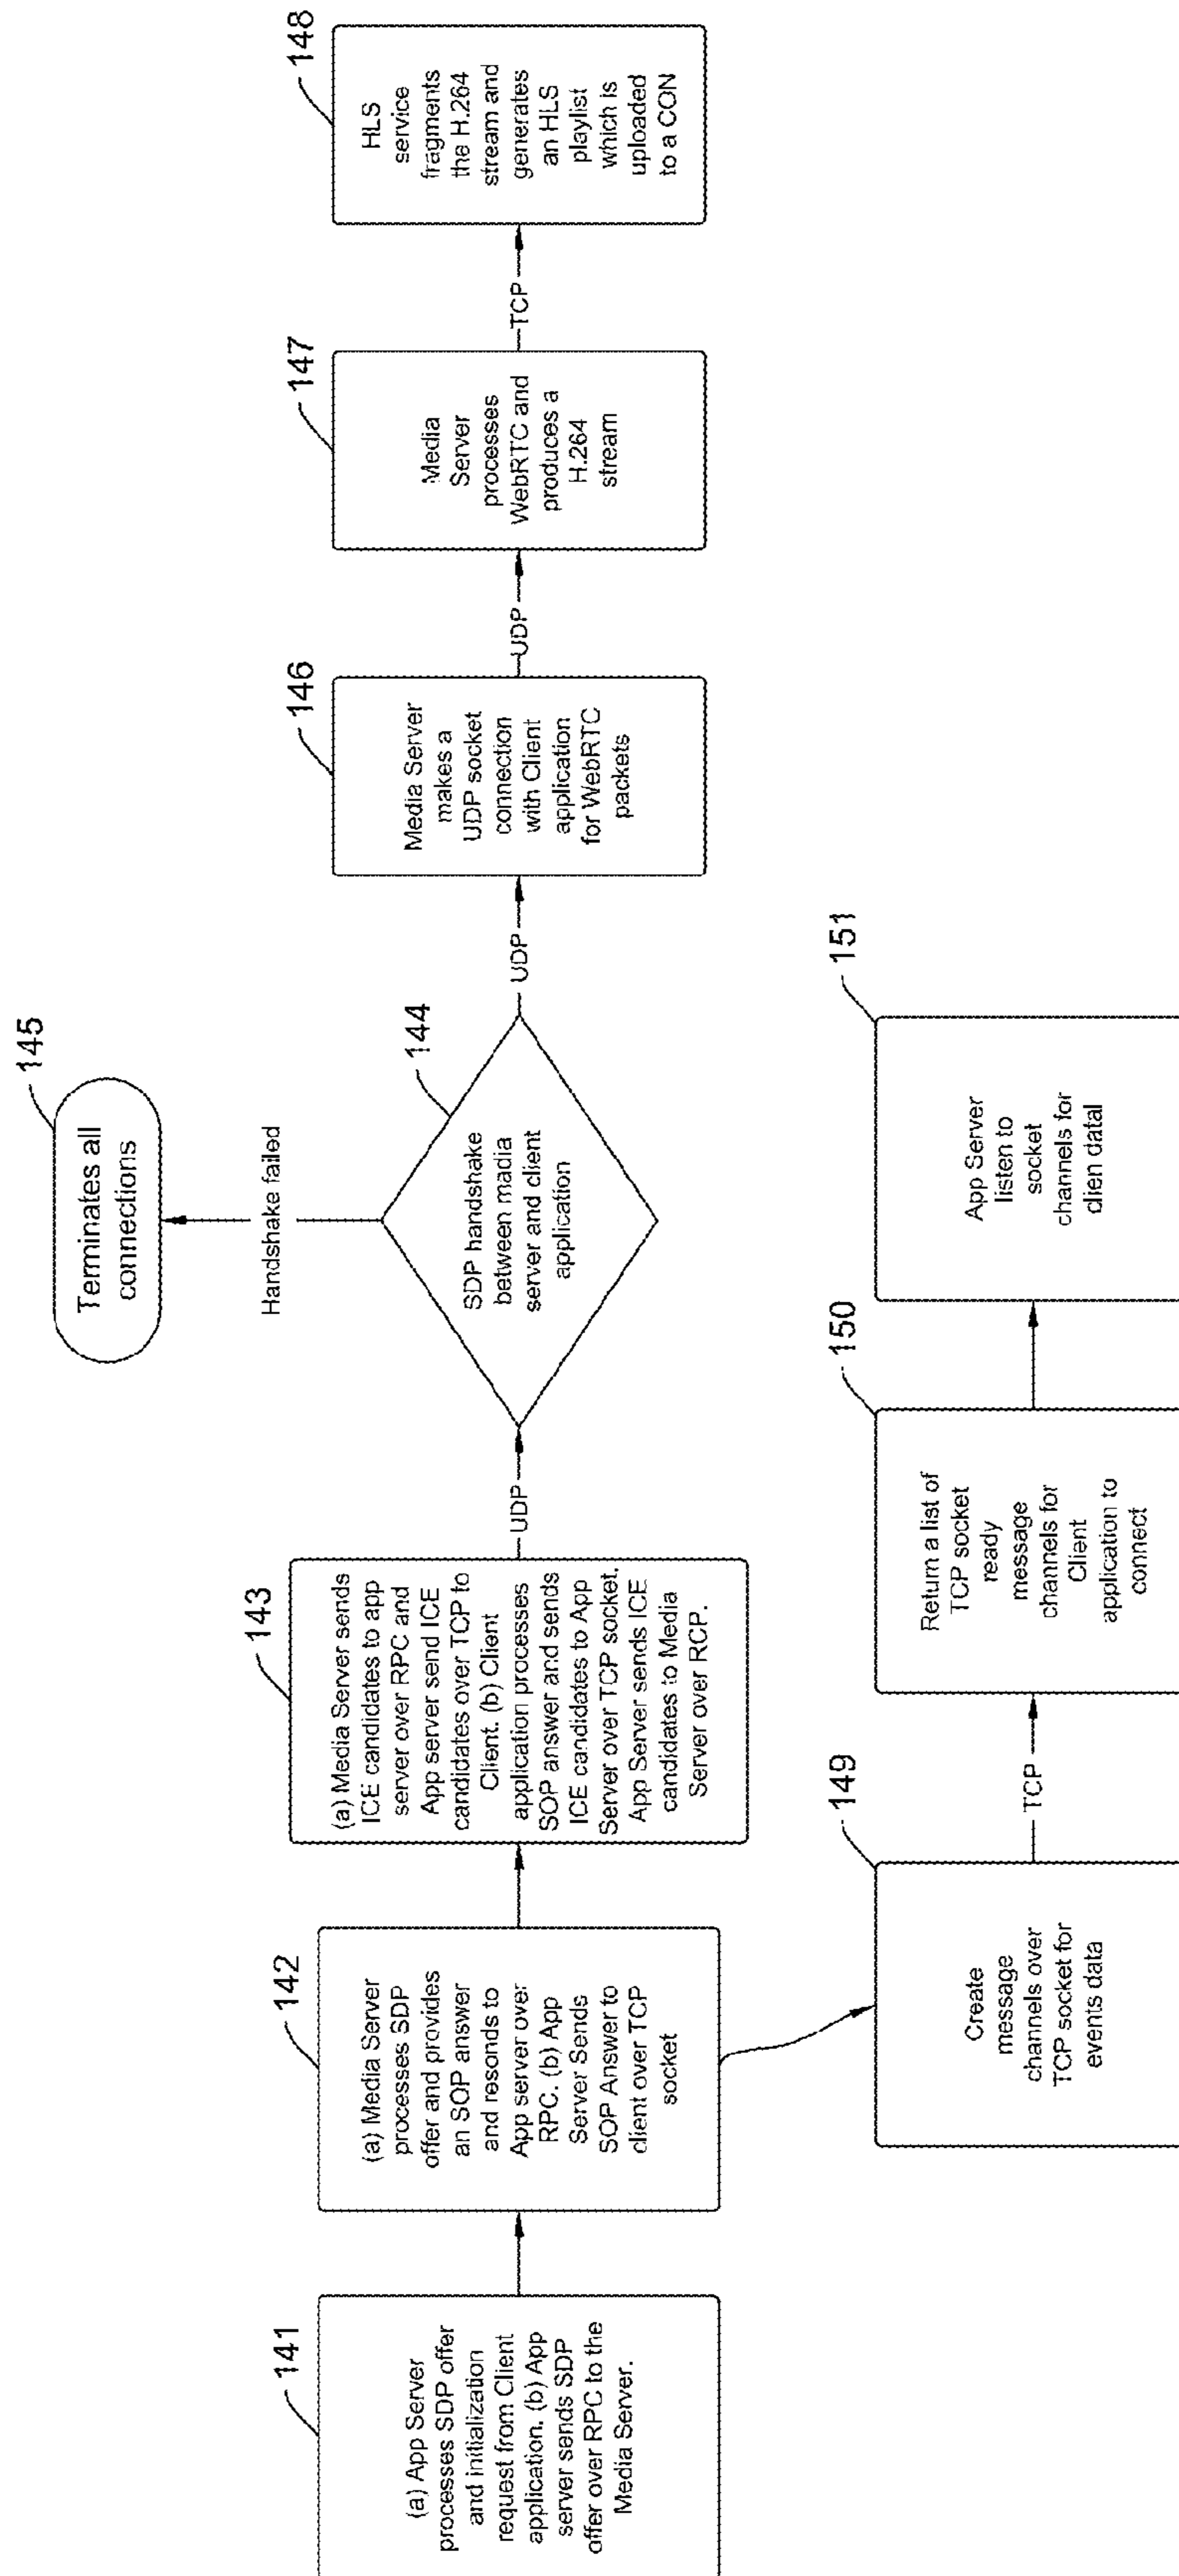 141
(a) App Server
processes SDP offer
and initialization
request from Client
application. (b) App
server sends SDP
offer over RPC to the
Media Server.
142
(a) Media Server
processes SDP
offer and provides
an SOP answer
and resonds to
App server over
RPC. (b) App
Server Sends
SOP Answer to
client over TCP
socket
143
(a) Media Server sends
ICE candidates to app
server over RPC and
App server send ICE
candidates over TCP to
Client. (b) Client
application processes
SOP answer and sends
ICE candidates to App
Server over TCP socket.
App Server sends ICE
candidates to Media
Server over RCP.
UDP
144
SDP handshake
between madia
server and client
application
Handshake failed
145
Terminates all
connections
UDP
146
Media Server
makes a
UDP socket
connection
with Client
application
for WebRTC
packets
UDP
147
Media
Server
processes
WebRTC and
produces a
H.264
stream
TCP
148
HLS
service
fragments
the H.264
stream and
generates
an HLS
playlist
which is
uploaded
to a CON
149
Create
message
channels over
TCP socket for
events data
TCP
150
Return a list of
TCP socket
ready
message
channels for
Client
application to
connect
151
App Server
listen to
socket
channels for
clien datal